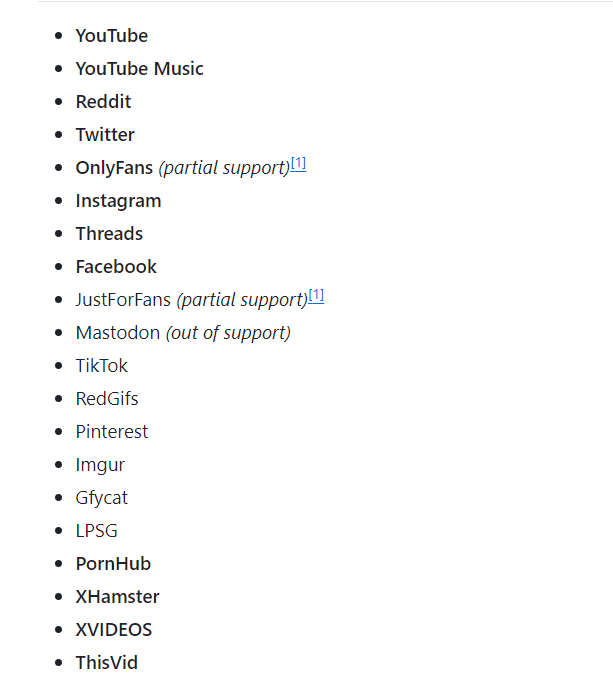 YouTube
YouTube Music
Reddit
Twitter
OnlyFans (partial support)[1]
Instagram
Threads
Facebook
JustForFans (partial support)[1]
Mastodon (out of support)
TikTok
RedGifs
Pinterest
Imgur
Gfycat
LPSG
PornHub
XHamster
XVIDEOS
ThisVid